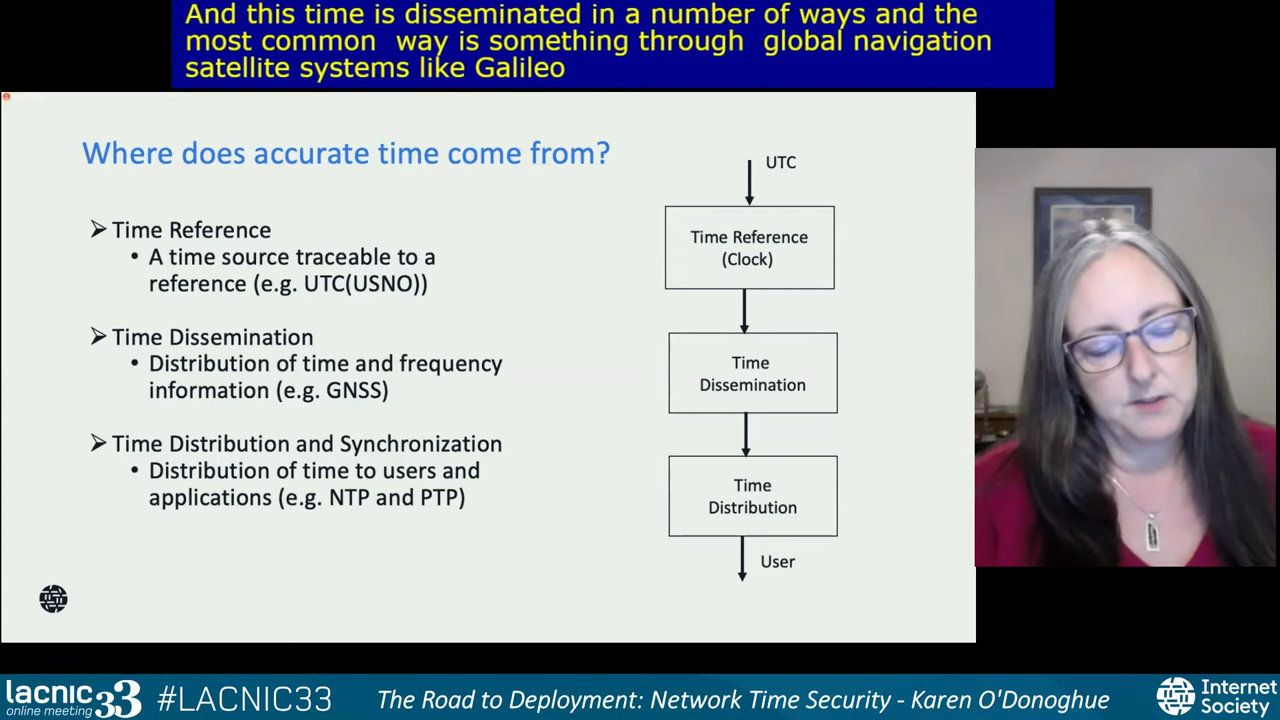 And this time is disseminated in a number of ways and the
most common way is something through global navigation
satellite systems like Galileo
Where does accurate time come from?
➢ Time Reference
• A time source traceable to a
reference (e.g. UTC(USNO))
➢ Time Dissemination
• Distribution of time and frequency
information (e.g. GNSS)
➢ Time Distribution and Synchronization
• Distribution of time to users and
applications (e.g. NTP and PTP)
UTC
Time Reference
(Clock)
Time
Dissemination
Time
Distribution
User
lacnic 33
online meeting
#LACNIC33
The Road to Deployment: Network Time Security - Karen O'Donoghue
Internet
Society